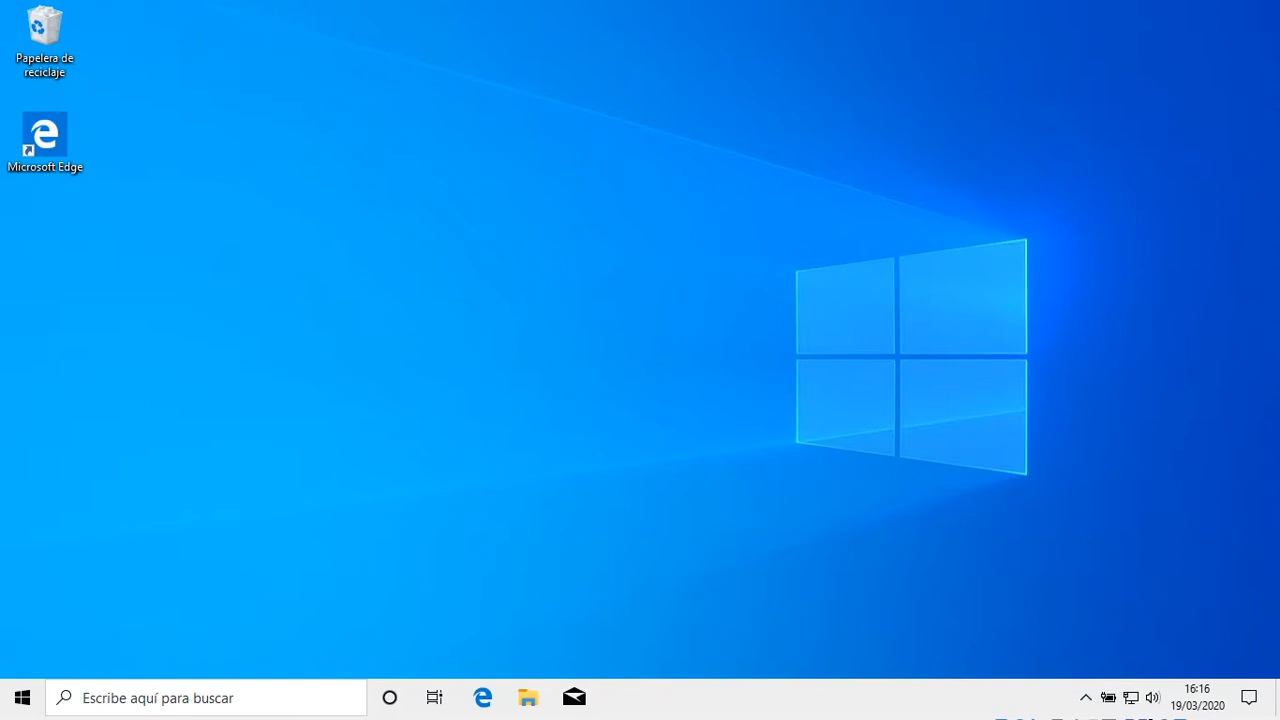 Papelera de
reciclaje
Microsoft Edge
Escribe aquí para buscar
16:16
19/03/2020